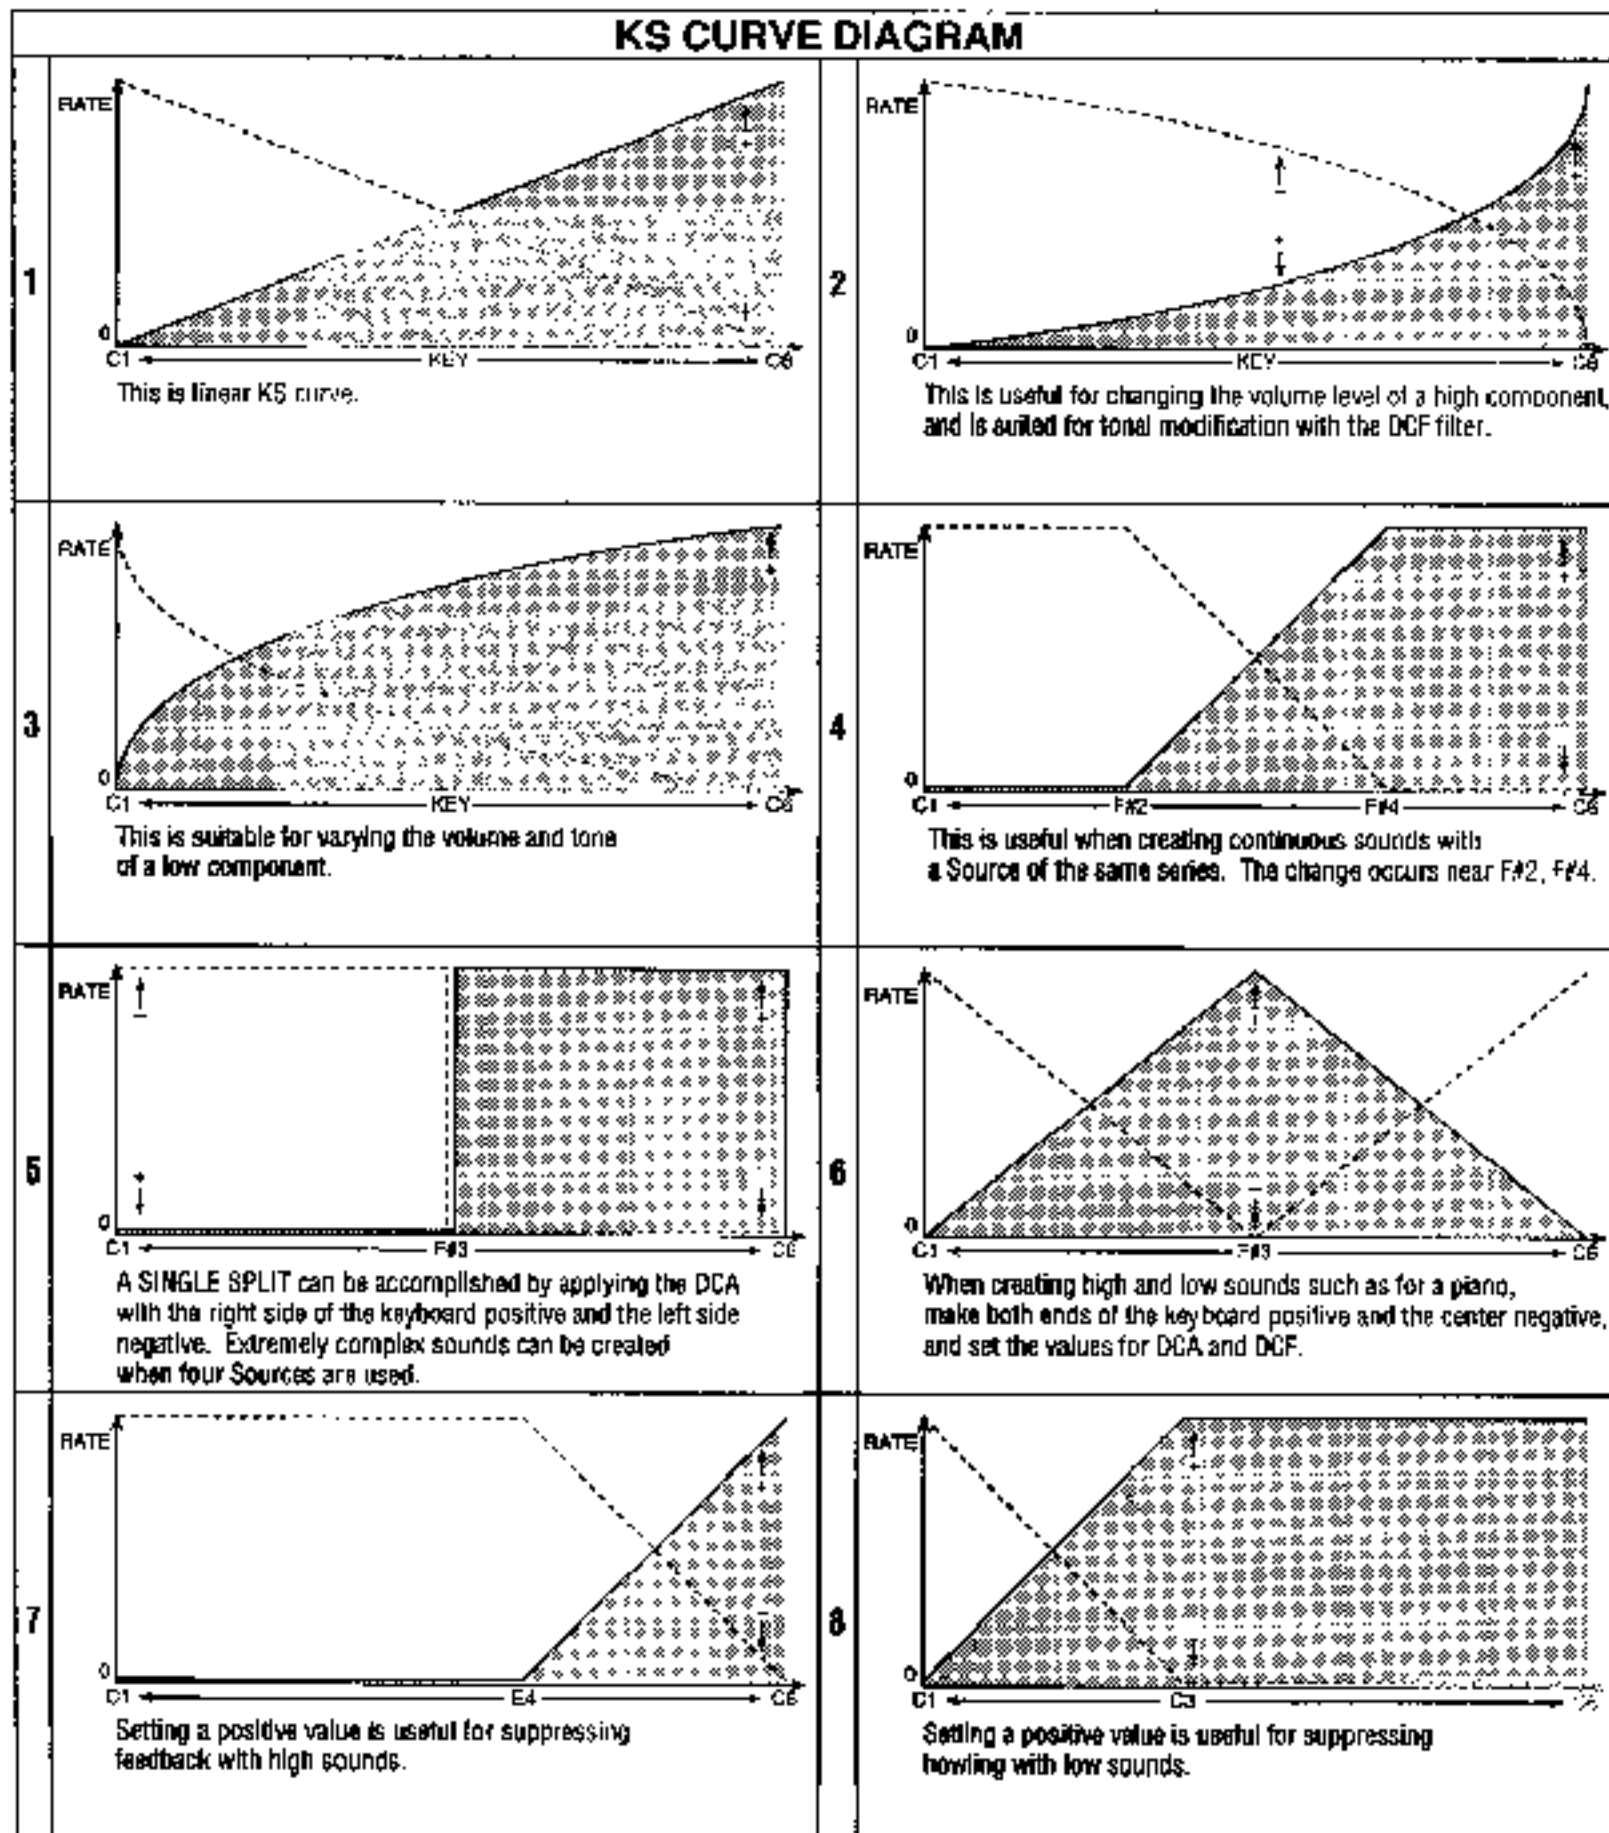 KS CURVE DIAGRAM
1
RATE
0
C1
KEY
C6
This is linear KS curve.
2
RATE
0
C1
KEY
C6
This is useful for changing the volume level of a high component,
and is suited for tonal modification with the DCF filter.
3
RATE
0
C1
KEY
C6
This is suitable for varying the volume and tone
of a low component.
4
RATE
0
C1
F#2
F#4
C6
This is useful when creating continuous sounds with
a Source of the same series. The change occurs near F#2, F#4.
5
RATE
0
C1
F#3
C6
A SINGLE SPLIT can be accomplished by applying the DCA
with the right side of the keyboard positive and the left side
negative. Extremely complex sounds can be created
when four Sources are used.
6
RATE
0
C1
F#3
C6
When creating high and low sounds such as for a piano,
make both ends of the keyboard positive and the center negative,
and set the values for DCA and DCF.
7
RATE
0
C1
E4
C6
Setting a positive value is useful for suppressing
feedback with high sounds.
8
RATE
0
C1
C3
Setting a positive value is useful for suppressing
howling with low sounds.